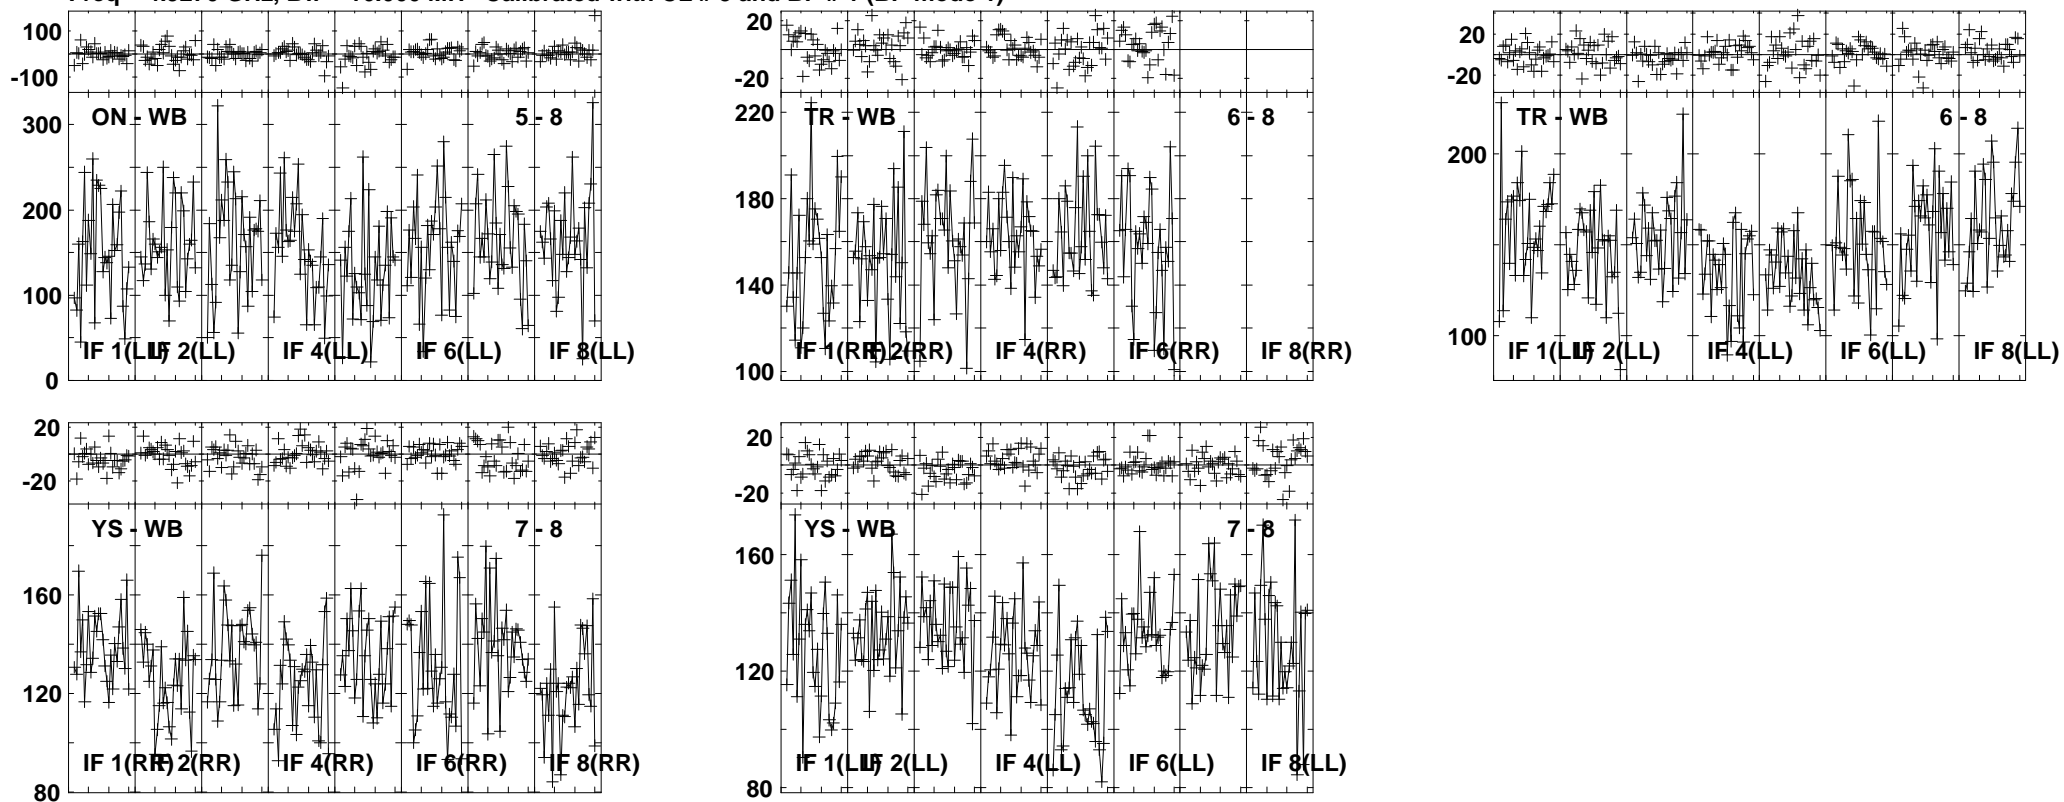 100
-100
300
200
100
0
ON - WB 5 - 8
IF 1(LL) IF 2(LL) IF 4(LL) IF 6(LL) IF 8(LL)
20
-20
220
180
140
100
TR - WB 6 - 8
IF 1(RR) IF 2(RR) IF 4(RR) IF 6(RR) IF 8(RR)
20
-20
200
100
TR - WB 6 - 8
IF 1(LL) IF 2(LL) IF 4(LL) IF 6(LL) IF 8(LL)
20
-20
160
120
80
YS - WB 7 - 8
IF 1(RR) IF 2(RR) IF 4(RR) IF 6(RR) IF 8(RR)
20
-20
160
120
80
YS - WB 7 - 8
IF 1(LL) IF 2(LL) IF 4(LL) IF 6(LL) IF 8(LL)